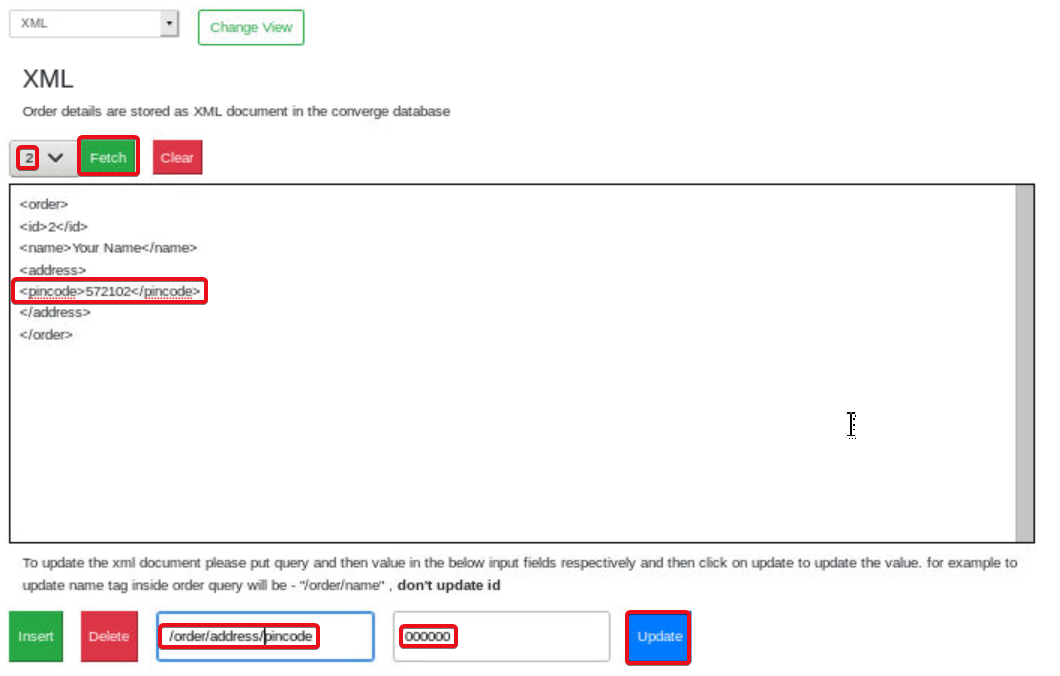 XML
Change View
XML
Order details are stored as XML document in the converge database
2
Fetch
Clear
<order>
<id>2</id>
<name>Your Name</name>
<address>
<pincode>572102</pincode>
</address>
</order>
To update the xml document please put query and then value in the below input fields respectively and then click on update to update the value. for example to
update name tag inside order query will be - "/order/name" , don't update id
Insert
Delete
/order/address/pincode
000000
Update